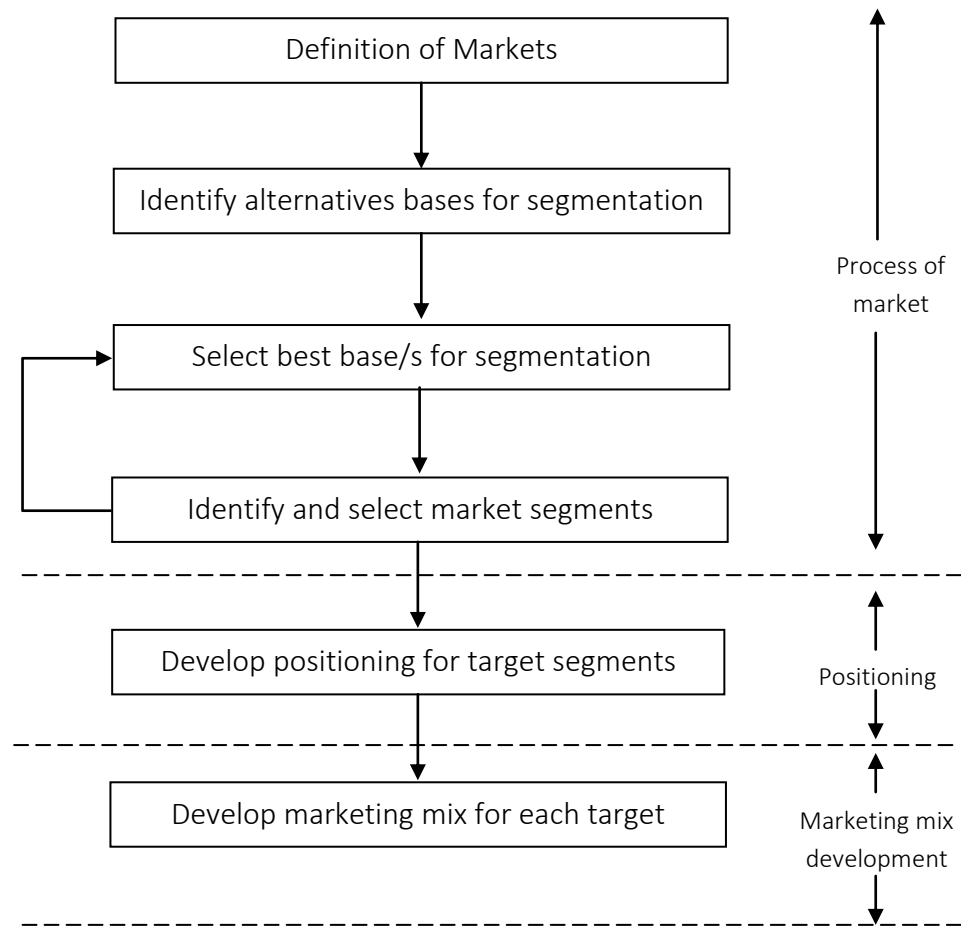 Definition of Markets
Identify alternatives bases for segmentation
Process of
market
Select best base/s for segmentation
Identify and select market segments
Develop positioning for target segments
Positioning
Develop marketing mix for each target
Marketing mix
development